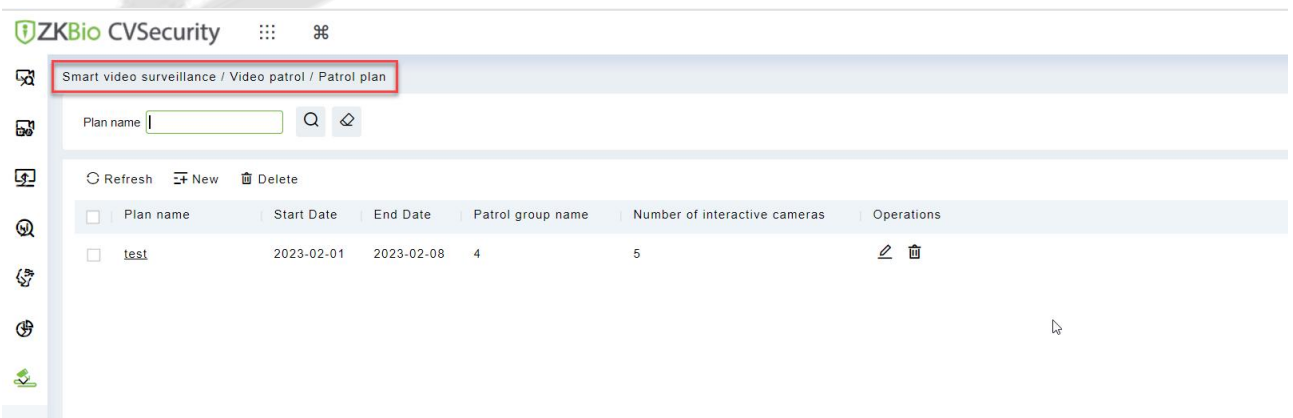 ZKBio CVSecurity
Smart video surveillance / Video patrol / Patrol plan
Plan name
Refresh New Delete
Plan name Start Date End Date Patrol group name Number of interactive cameras Operations
test 2023-02-01 2023-02-08 4 5